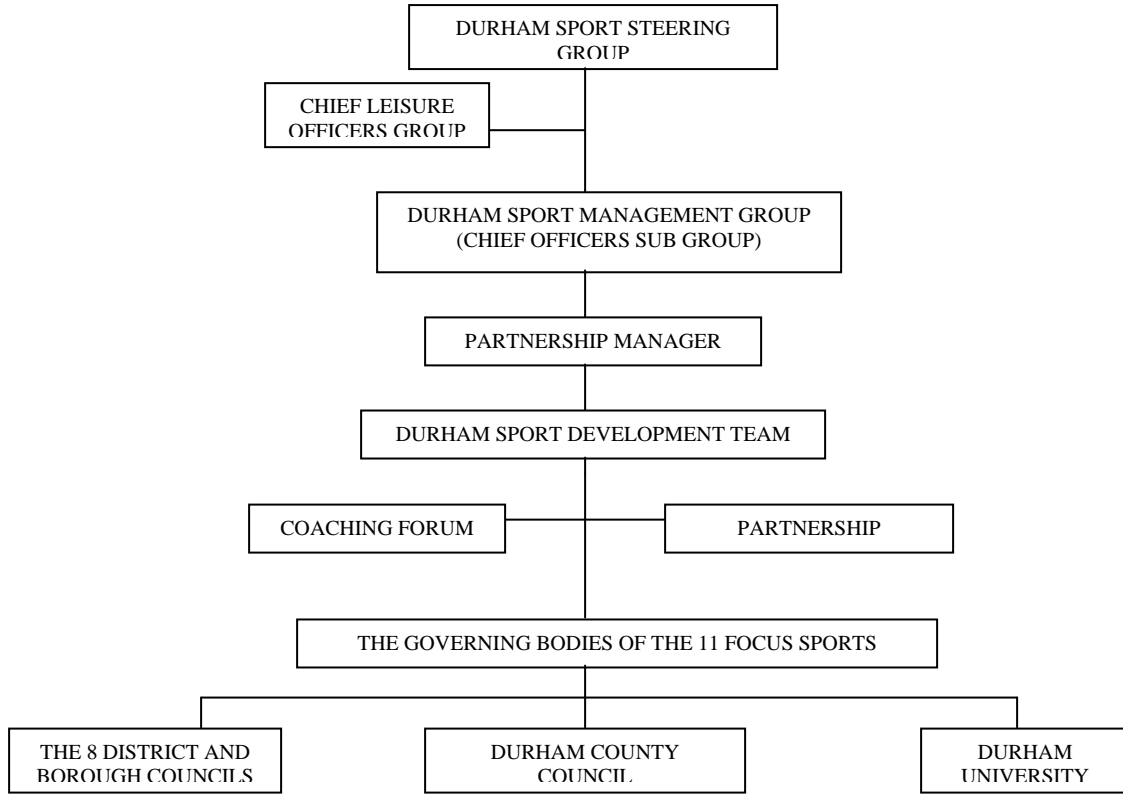 DURHAM SPORT STEERING
GROUP
CHIEF LEISURE
OFFICERS GROUP
DURHAM SPORT MANAGEMENT GROUP
(CHIEF OFFICERS SUB GROUP)
PARTNERSHIP MANAGER
DURHAM SPORT DEVELOPMENT TEAM
COACHING FORUM
PARTNERSHIP
THE GOVERNING BODIES OF THE 11 FOCUS SPORTS
THE 8 DISTRICT AND
BOROUGH COUNCILS
DURHAM COUNTY
COUNCIL
DURHAM
UNIVERSITY